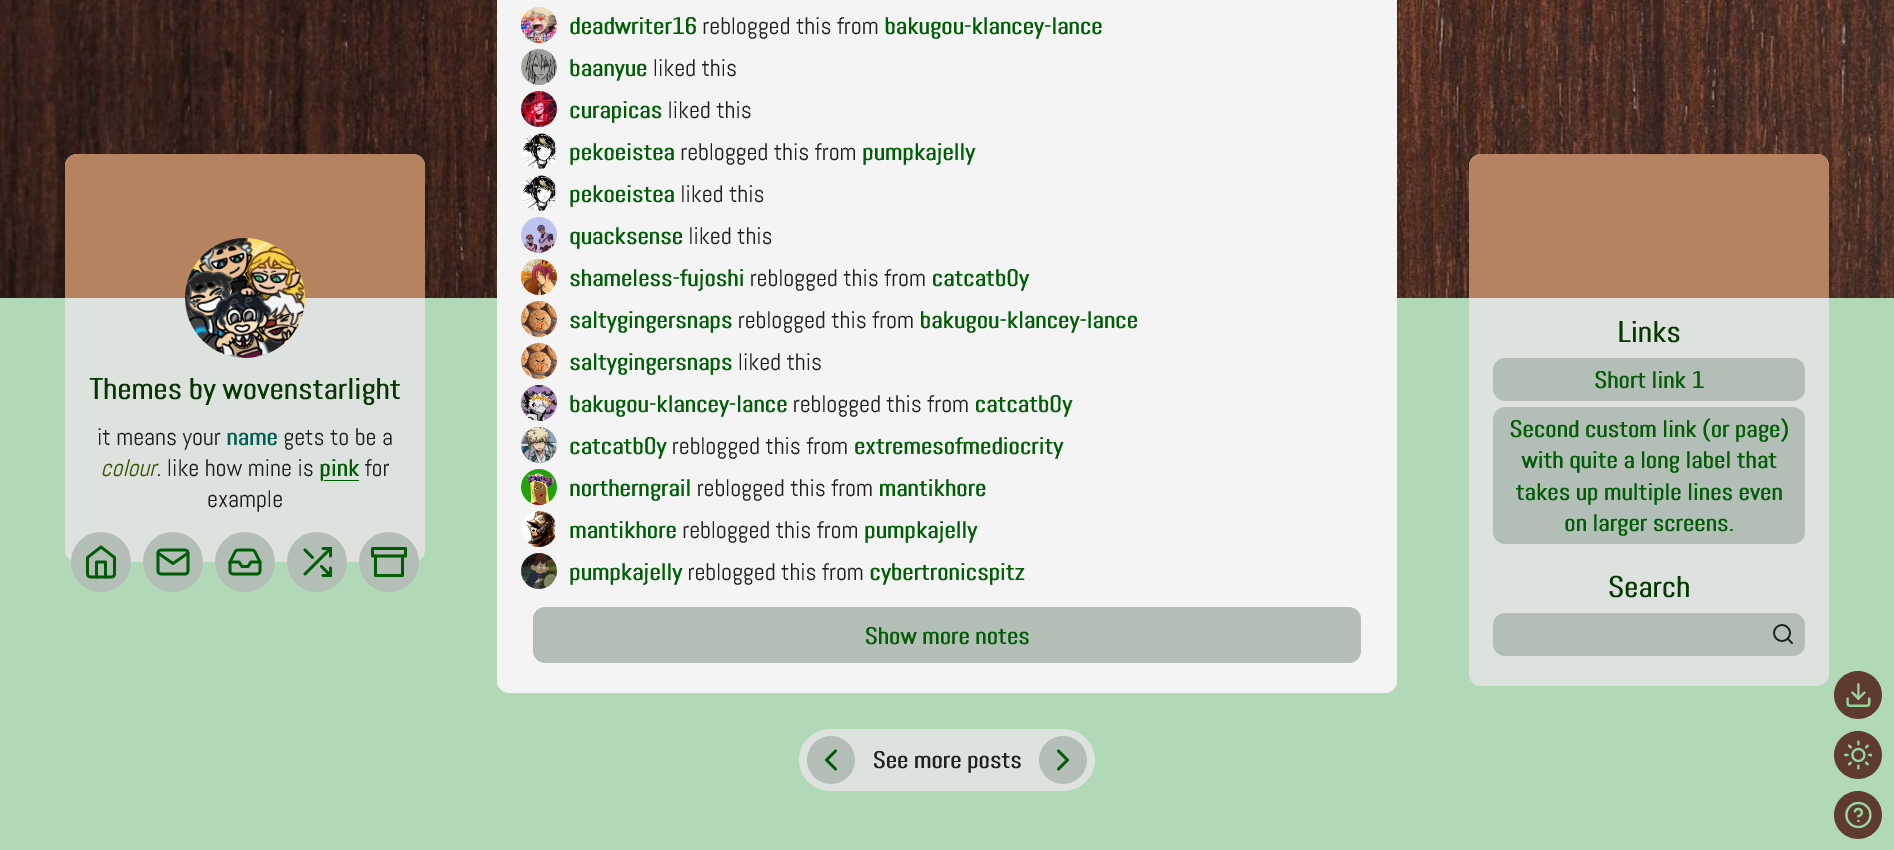 deadwriter16 reblogged this from bakugou-klancey-lance
baanyue liked this
curapicas liked this
pekoeistea reblogged this from pumpkajelly
pekoeistea liked this
quacksense liked this
shameless-fujoshi reblogged this from catcatb0y
saltygingersnaps reblogged this from bakugou-klancey-lance
saltygingersnaps liked this
bakugou-klancey-lance reblogged this from catcatb0y
catcatb0y reblogged this from extremesofmediocrity
northerngrail reblogged this from mantikhore
mantikhore reblogged this from pumpkajelly
pumpkajelly reblogged this from cybertronicspitz
Show more notes
See more posts
Themes by wovenstarlight
it means your name gets to be a
colour. like how mine is pink for
example
Links
Short link 1
Second custom link (or page)
with quite a long label that
takes up multiple lines even
on larger screens.
Search